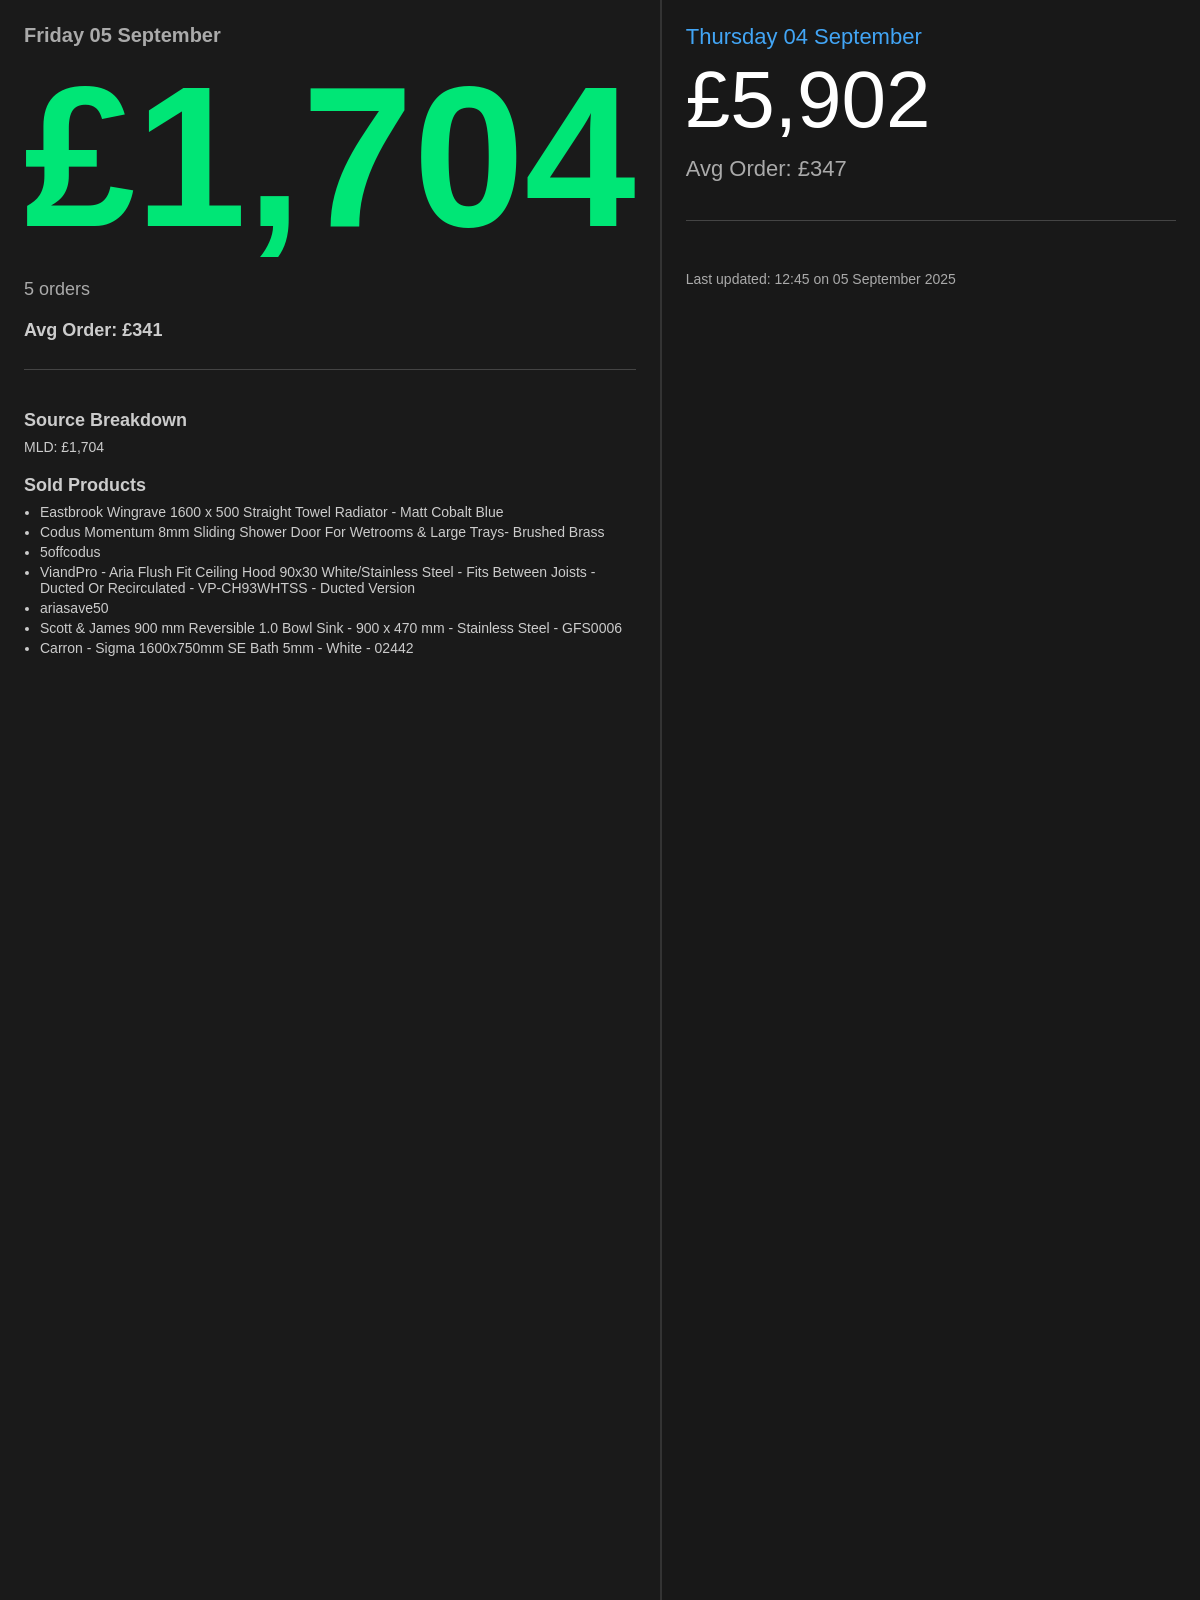 Friday 05 September
£1,704
5 orders
Avg Order: £341
Source Breakdown
MLD: £1,704
Sold Products
• Eastbrook Wingrave 1600 x 500 Straight Towel Radiator - Matt Cobalt Blue
• Codus Momentum 8mm Sliding Shower Door For Wetrooms & Large Trays- Brushed Brass
• 5offcodus
• ViandPro - Aria Flush Fit Ceiling Hood 90x30 White/Stainless Steel - Fits Between Joists -
Ducted Or Recirculated - VP-CH93WHTSS - Ducted Version
• ariasave50
• Scott & James 900 mm Reversible 1.0 Bowl Sink - 900 x 470 mm - Stainless Steel - GFS0006
• Carron - Sigma 1600x750mm SE Bath 5mm - White - 02442
Thursday 04 September
£5,902
Avg Order: £347
Last updated: 12:45 on 05 September 2025